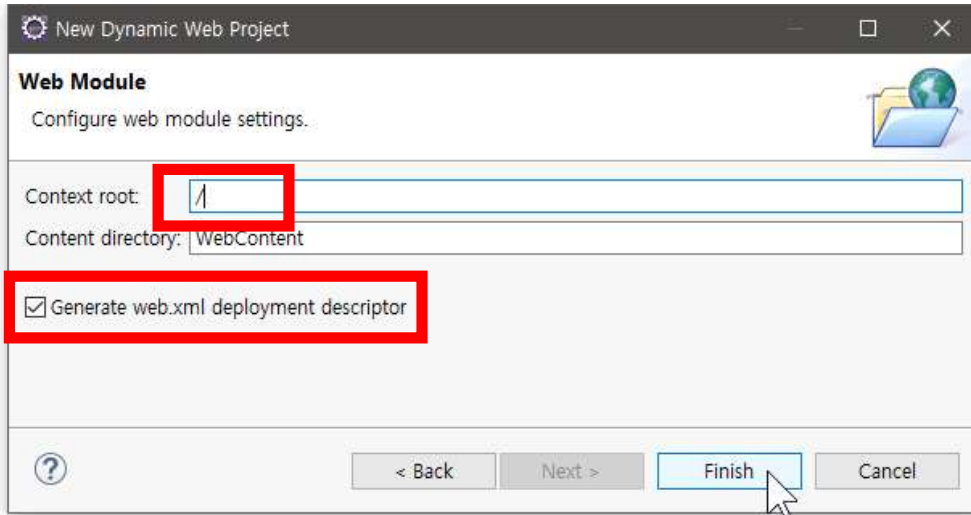 New Dynamic Web Project
Web Module
Configure web module settings.
Context root: /
Content directory: WebContent
Generate web.xml deployment descriptor
? < Back Next > Finish Cancel